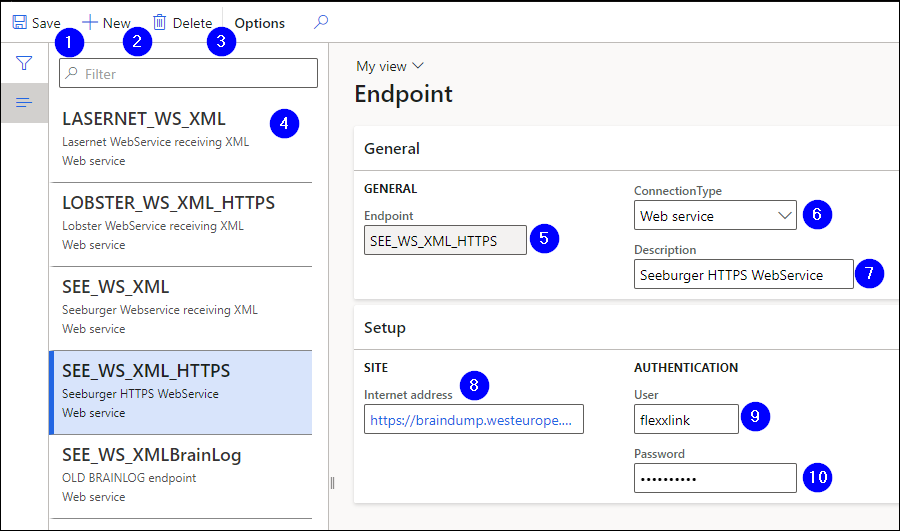 Save New Delete Options
1 2 3
Filter
LASERNET_WS_XML
4
Lasernet WebService receiving XML
Web service
LOBSTER_WS_XML_HTTPS
Lobster WebService receiving XML
Web service
SEE_WS_XML
Seeburger Webservice receiving XML
Web service
SEE_WS_XML_HTTPS
Seeburger HTTPS WebService
Web service
SEE_WS_XMLBrainLog
OLD BRAINLOG endpoint
Web service
My view
Endpoint
General
GENERAL
Endpoint
SEE_WS_XML_HTTPS 5
ConnectionType
Web service 6
Description
Seeburger HTTPS WebService 7
Setup
SITE
Internet address 8
https://braindump.westeurope....
AUTHENTICATION
User
flexxlink 9
Password
•••••••••• 10